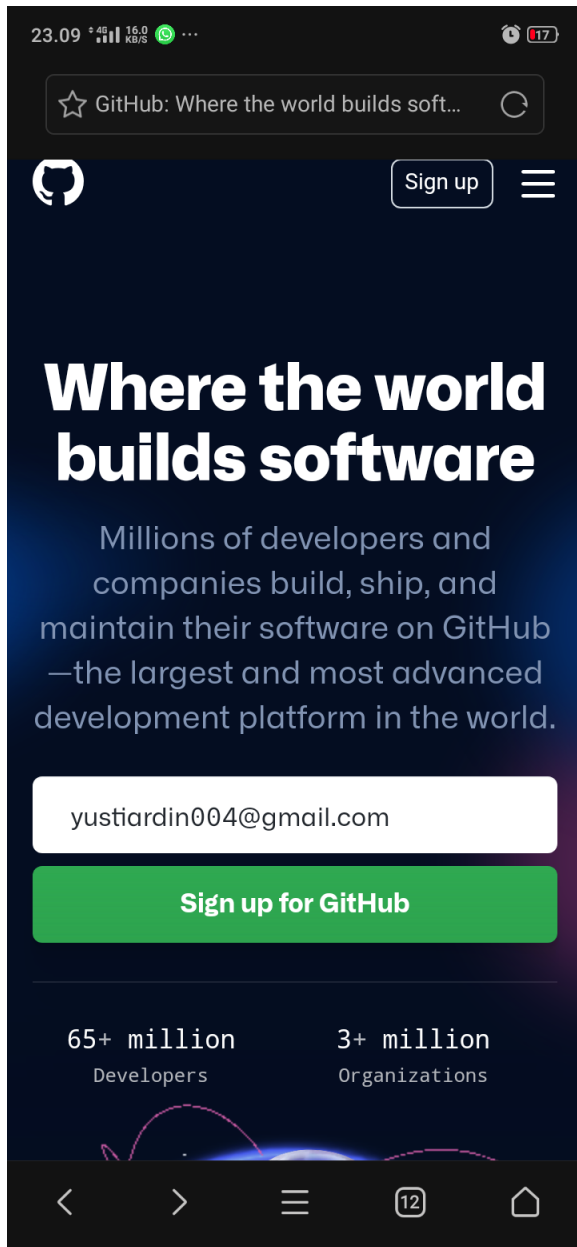 23.09 4G 16.0 KB/S ... 17
GitHub: Where the world builds soft...
Sign up
Where the world
builds software
Millions of developers and
companies build, ship, and
maintain their software on GitHub
—the largest and most advanced
development platform in the world.
yustiardin004@gmail.com
Sign up for GitHub
65+ million 3+ million
Developers Organizations
12